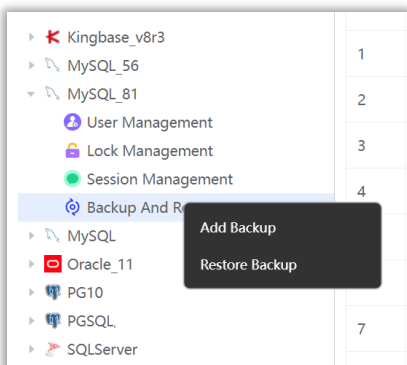 Kingbase_v8r3
MySQL_56
MySQL_81
User Management
Lock Management
Session Management
Backup And
MySQL
Oracle_11
PG10
PGSQL
SQLServer
Add Backup
Restore Backup
1
2
3
4
7